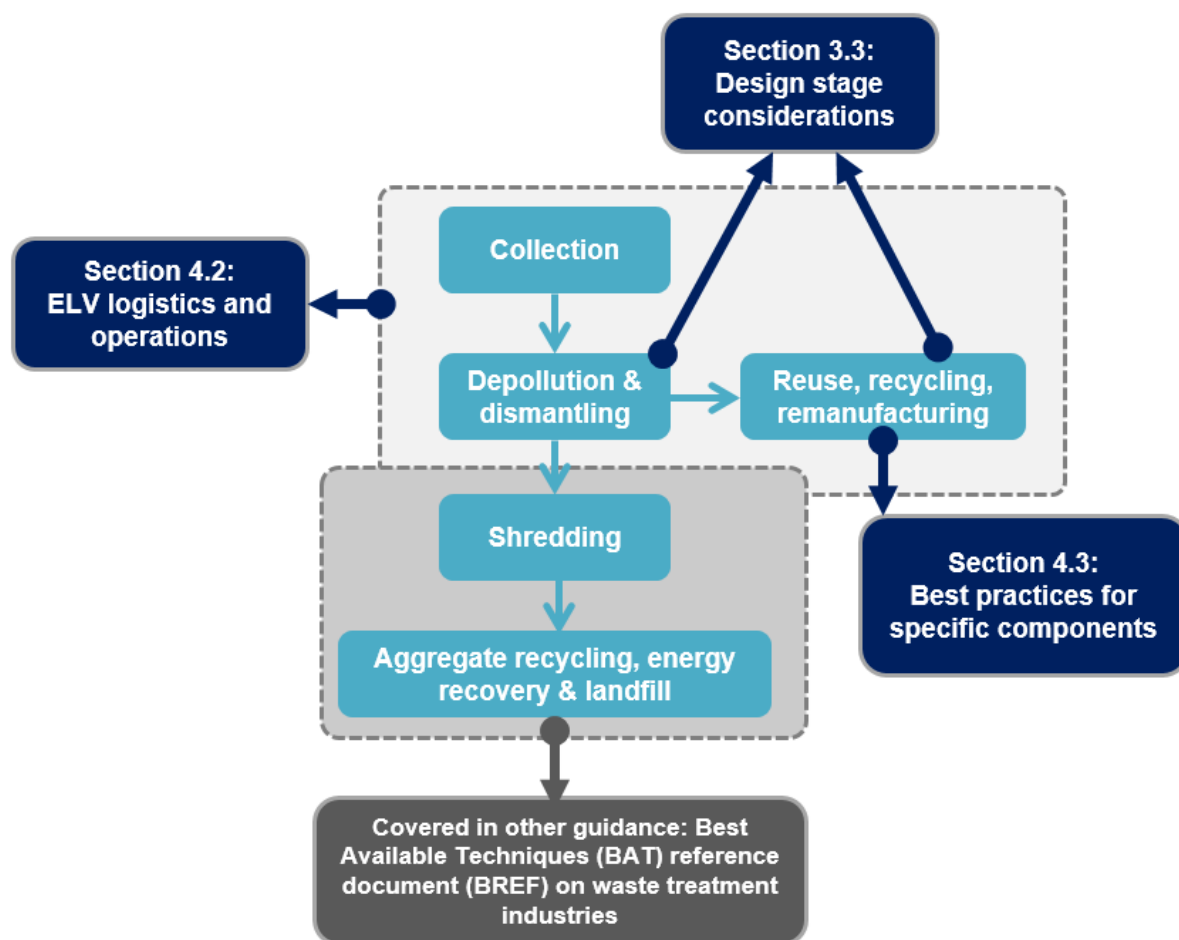 Section 3.3:
Design stage
considerations
Collection
Section 4.2:
ELV logistics and
operations
Depollution &
dismantling
Reuse, recycling,
remanufacturing
Shredding
Section 4.3:
Best practices for
specific components
Aggregate recycling, energy
recovery & landfill
Covered in other guidance: Best
Available Techniques (BAT) reference
document (BREF) on waste treatment
industries